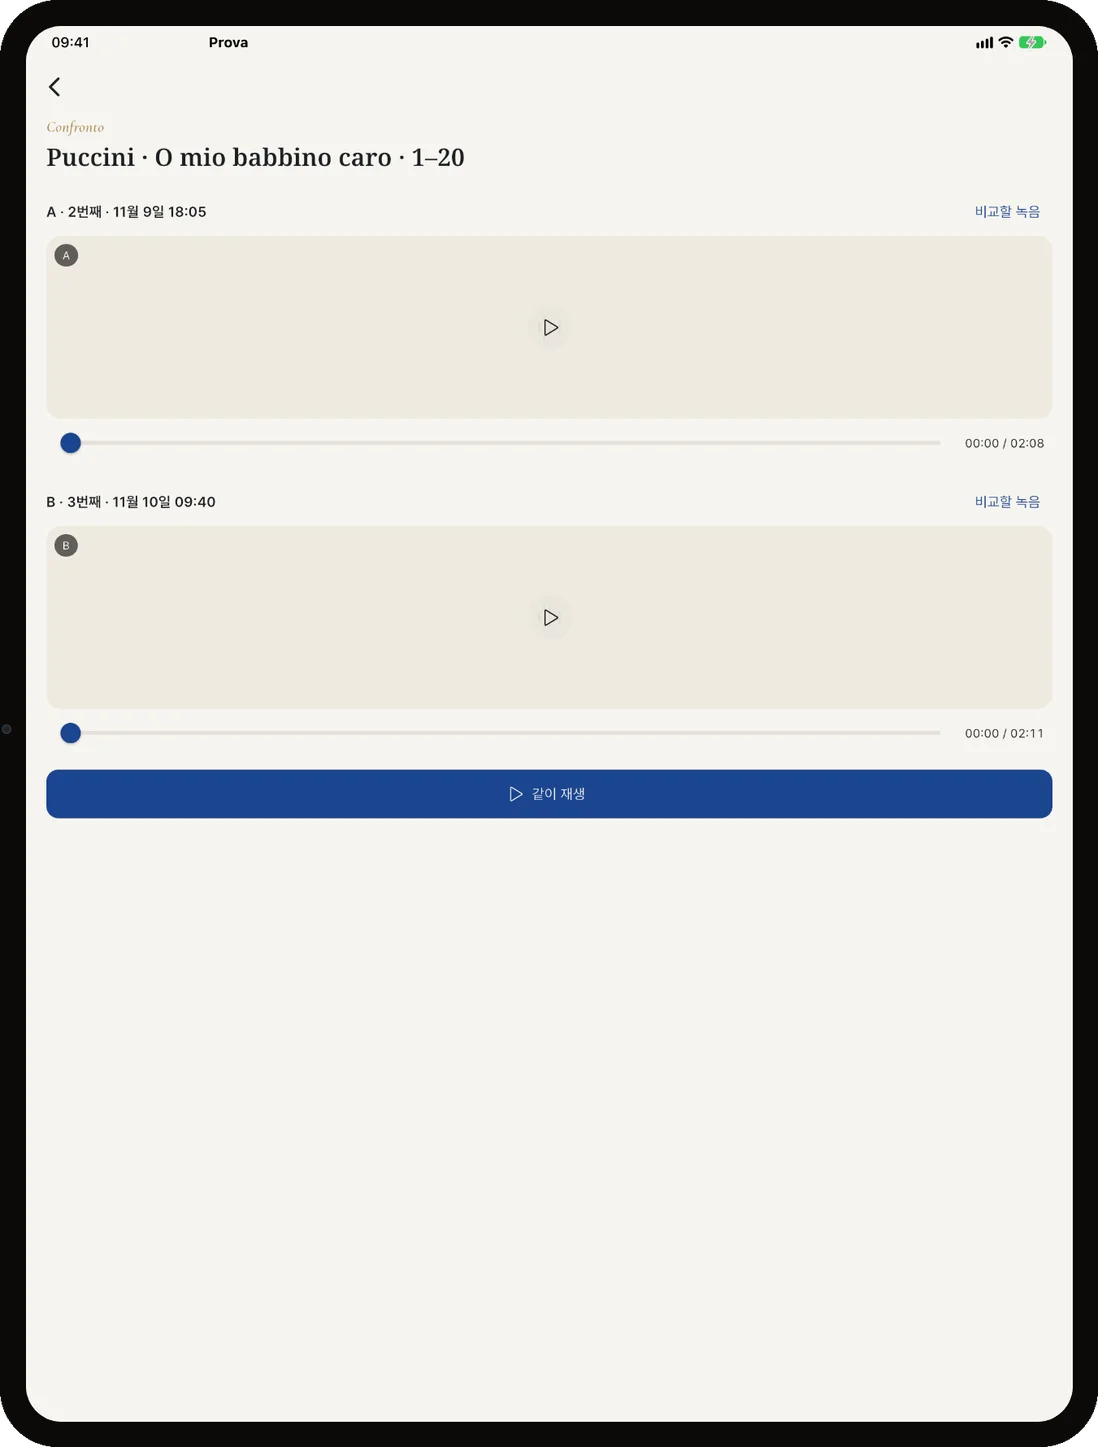 09:41 Prova
Confronto
Puccini · O mio babbino caro · 1–20
A · 2번째 · 11월 9일 18:05 비교할 녹음
A
00:00 / 02:08
B · 3번째 · 11월 10일 09:40 비교할 녹음
B
00:00 / 02:11
같이 재생